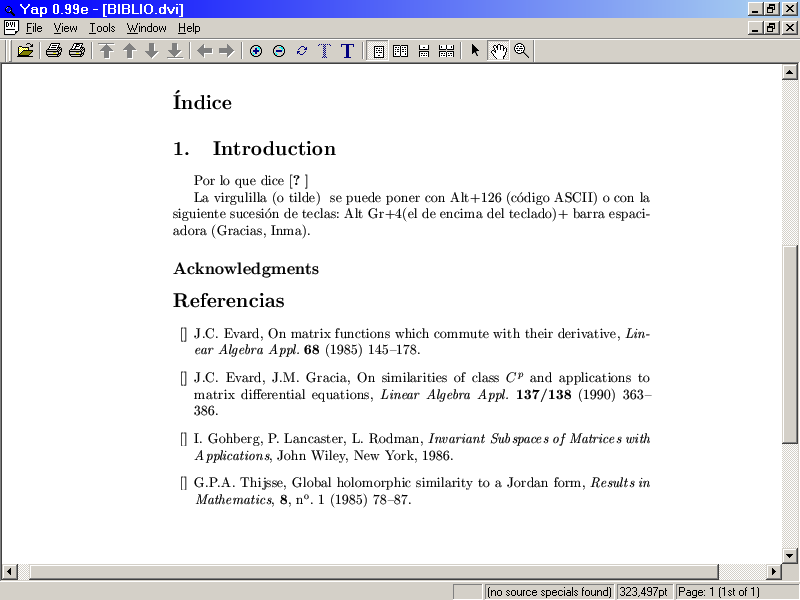 Yap 0.99e - [BIBLIO.dvi]
File View Tools Window Help
Índice
1. Introduction
Por lo que dice [? ]
La virgulilla (o tilde) se puede poner con Alt+126 (código ASCII) o con la
siguiente sucesión de teclas: Alt Gr+4(el de encima del teclado)+ barra espaci-
adora (Gracias, Inma).
Acknowledgments
Referencias
[] J.C. Evard, On matrix functions which commute with their derivative, Lin-
ear Algebra Appl. 68 (1985) 145–178.
[] J.C. Evard, J.M. Gracia, On similarities of class C^p and applications to
matrix differential equations, Linear Algebra Appl. 137/138 (1990) 363–
386.
[] I. Gohberg, P. Lancaster, L. Rodman, Invariant Subspaces of Matrices with
Applications, John Wiley, New York, 1986.
[] G.P.A. Thijsse, Global holomorphic similarity to a Jordan form, Results in
Mathematics, 8, nº. 1 (1985) 78–87.
(no source specials found) 323,497pt Page: 1 (1st of 1)